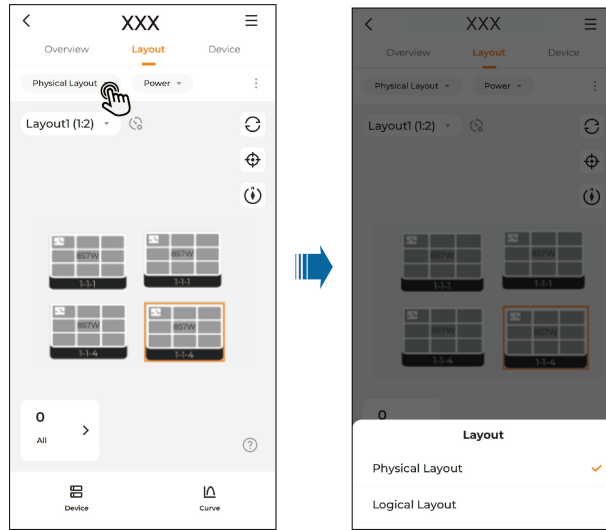 XXX
Overview Layout Device
Physical Layout Power
Layout1 (1:2)
857W 857W
1-1-1 1-1-1
857W 857W
1-1-4 1-1-4
0
All
Device Curve
XXX
Overview Layout Device
Physical Layout Power
Layout1 (1:2)
857W 857W
1-1-1 1-1-1
857W 857W
1-1-4 1-1-4
0
Layout
Physical Layout
Logical Layout